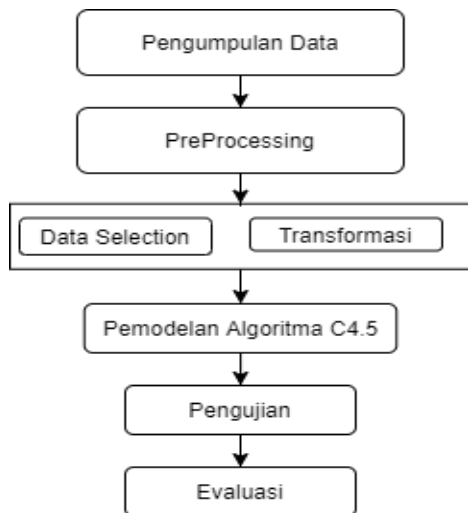 Pengumpulan Data
PreProcessing
Data Selection
Transformasi
Pemodelan Algoritma C4.5
Pengujian
Evaluasi